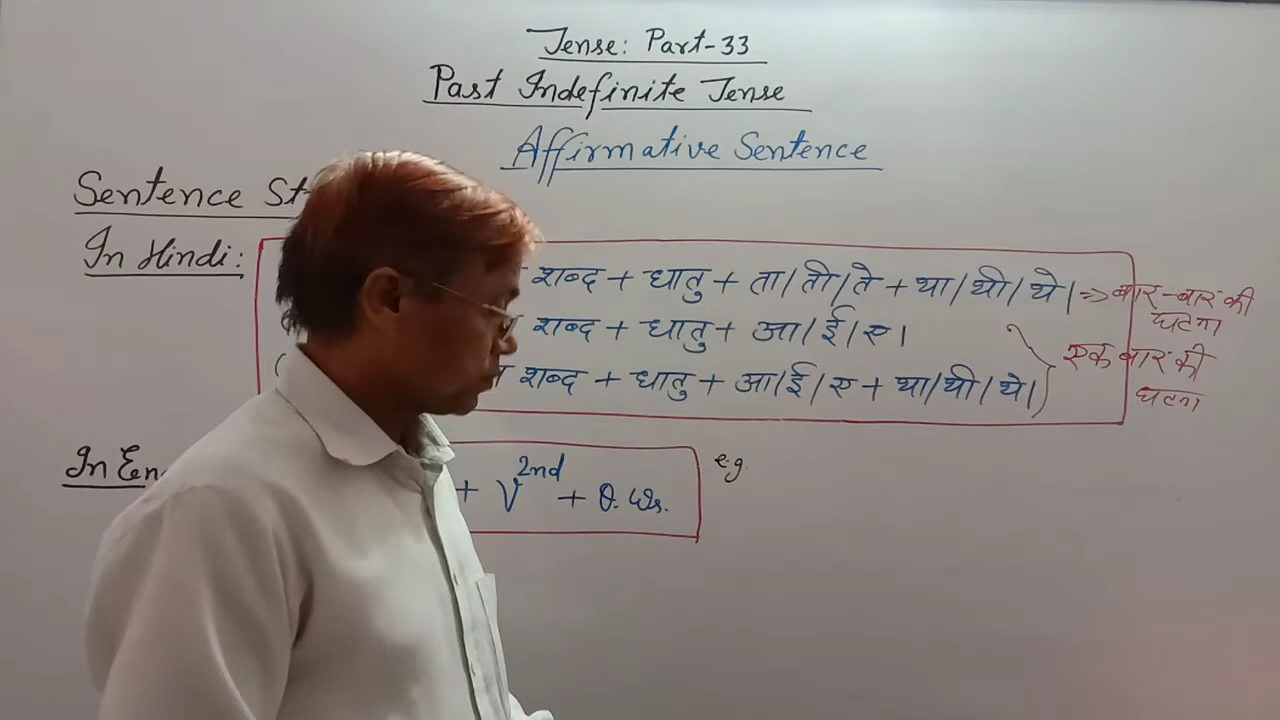 Tense: Part-33
Past Indefinite Tense
Affirmative Sentence
Sentence St
In Hindi:
शब्द + धातु + ता/ती/ते + था/थी/थे। => बार-बार की घटना
शब्द + धातु + आ/ई/ए।
शब्द + धातु + आ/ई/ए + था/थी/थे।
एक बार की
घटना
In En
+ V2nd + O.Ws.
e.g.